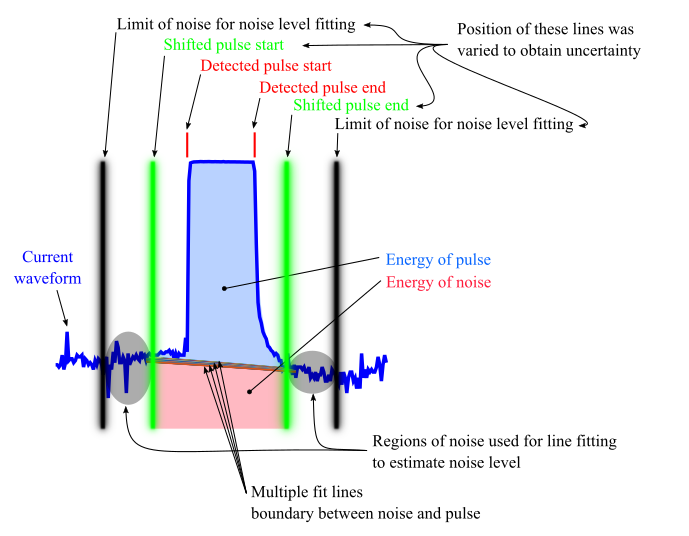 Limit of noise for noise level fitting
Position of these lines was
varied to obtain uncertainty
Shifted pulse start
Detected pulse start
Detected pulse end
Shifted pulse end
Limit of noise for noise level fitting
Current
waveform
Energy of pulse
Energy of noise
Regions of noise used for line fitting
to estimate noise level
Multiple fit lines
boundary between noise and pulse